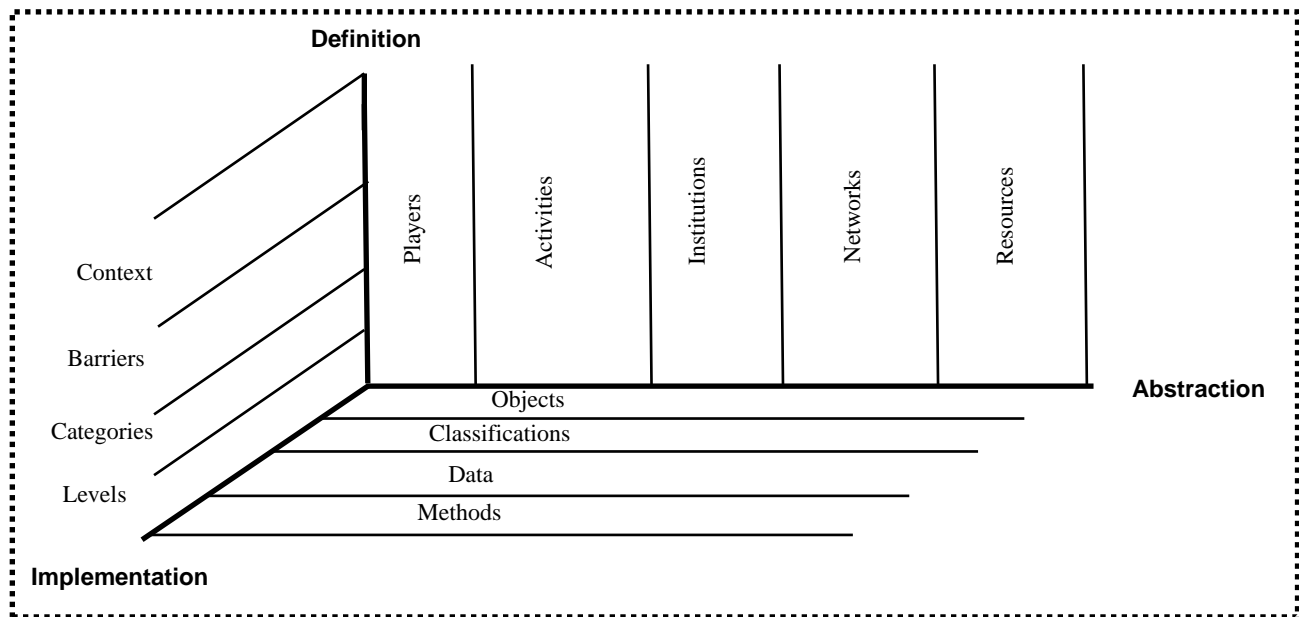 Definition
Players
Activities
Institutions
Networks
Resources
Context
Barriers
Categories
Levels
Abstraction
Objects
Classifications
Data
Methods
Implementation